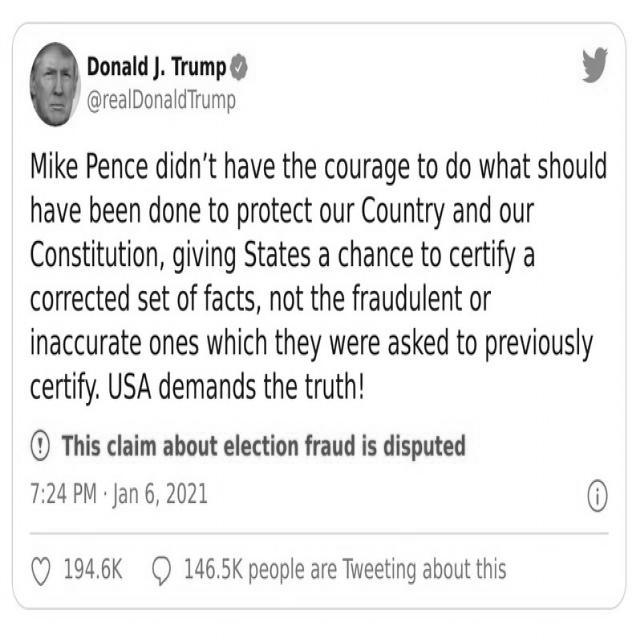 Donald J. Trump
@realDonaldTrump
Mike Pence didn’t have the courage to do what should
have been done to protect our Country and our
Constitution, giving States a chance to certify a
corrected set of facts, not the fraudulent or
inaccurate ones which they were asked to previously
certify. USA demands the truth!
This claim about election fraud is disputed
7:24 PM · Jan 6, 2021
194.6K 146.5K people are Tweeting about this